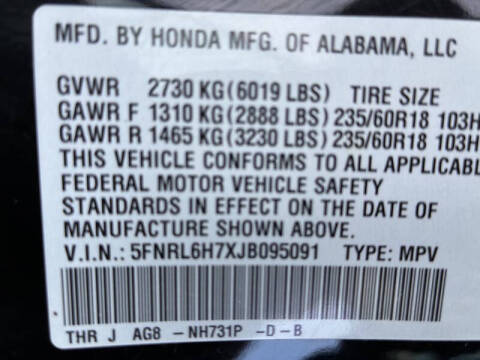 MFD. BY HONDA MFG. OF ALABAMA, LLC
GVWR 2730 KG(6019 LBS) TIRE SIZE
GAWR F 1310 KG(2888 LBS) 235/60R18 103H
GAWR R 1465 KG(3230 LBS) 235/60R18 103H
THIS VEHICLE CONFORMS TO ALL APPLICABL
FEDERAL MOTOR VEHICLE SAFETY
STANDARDS IN EFFECT ON THE DATE OF
MANUFACTURE SHOWN ABOVE.
V.I.N.: 5FNRL6H7XJB095091 TYPE: MPV
THR J AG8 -NH731P -D-B